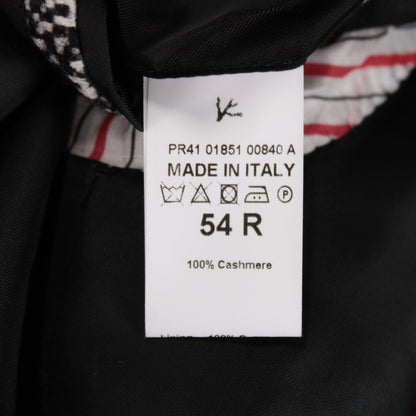 K
PR41 01851 00840 A
MADE IN ITALY
P
54 R
100% Cashmere